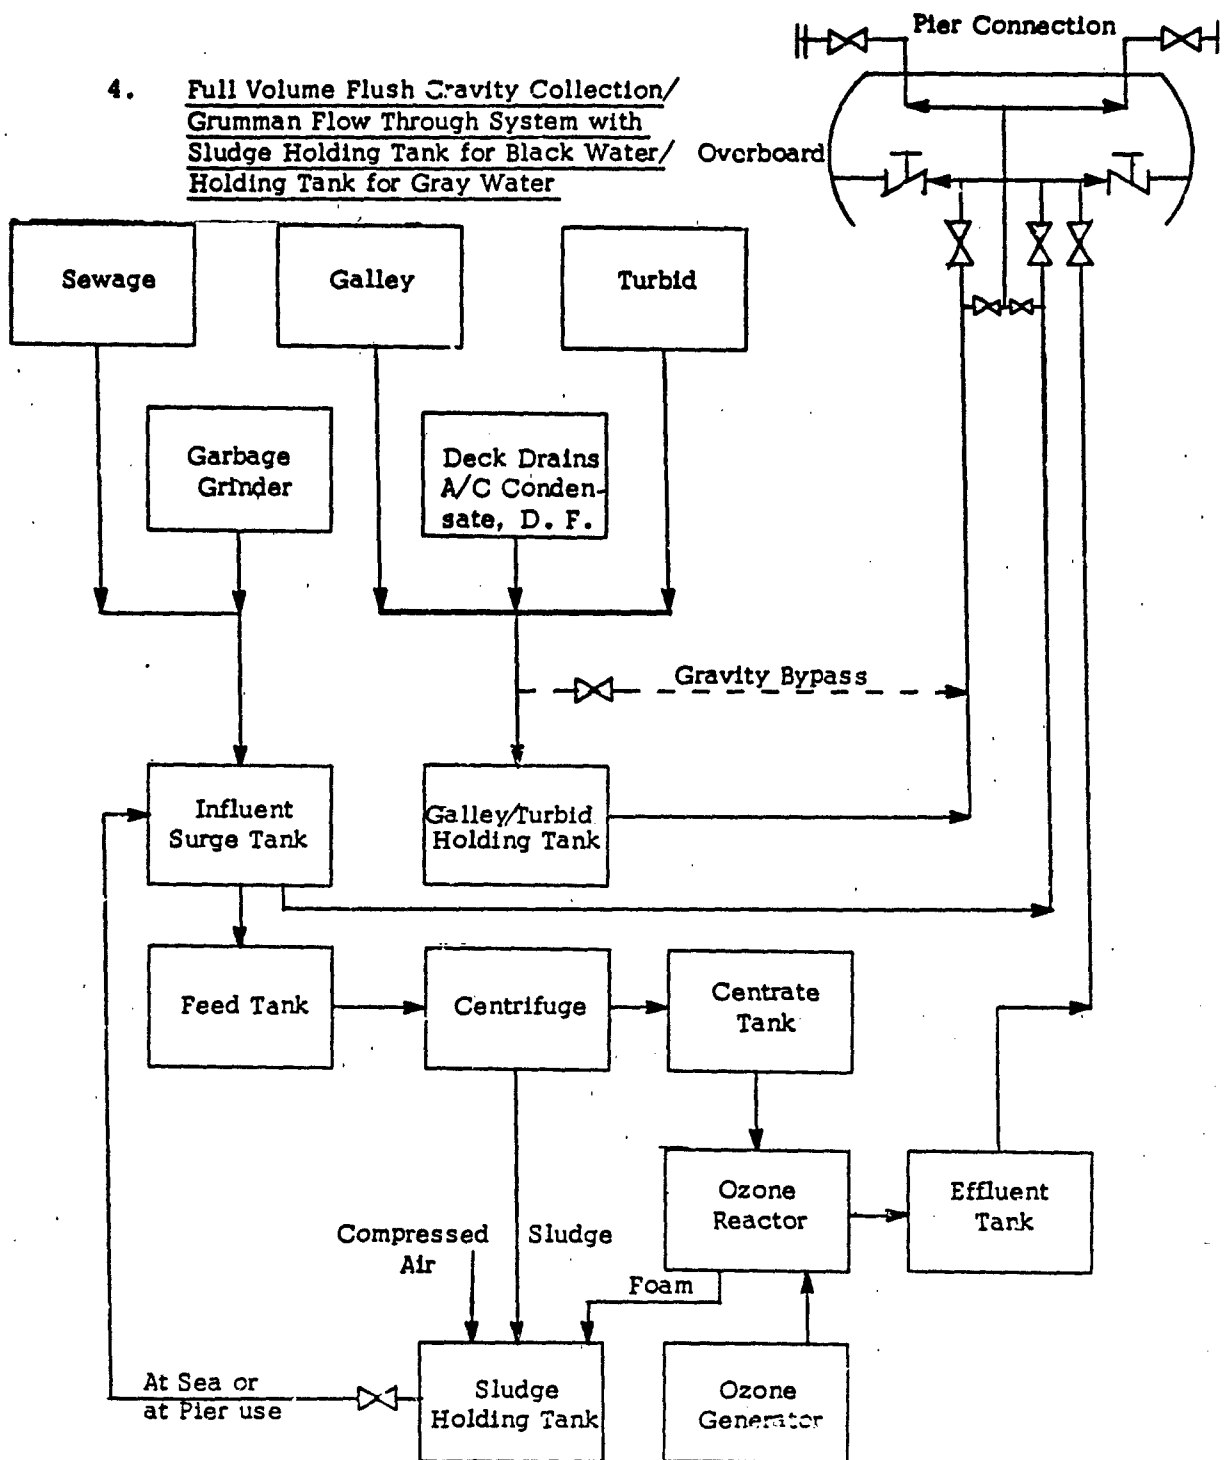 Pier Connection
4. Full Volume Flush Gravity Collection/
Grumman Flow Through System with
Sludge Holding Tank for Black Water/
Holding Tank for Gray Water
Overboard
Sewage
Galley
Turbid
Garbage
Grinder
Deck Drains
A/C Conden-
sate, D. F.
Gravity Bypass
Influent
Surge Tank
Galley/Turbid
Holding Tank
Feed Tank
Centrifuge
Centrate
Tank
Ozone
Reactor
Effluent
Tank
Compressed
Air
Sludge
Foam
At Sea or
at Pier use
Sludge
Holding Tank
Ozone
Generator